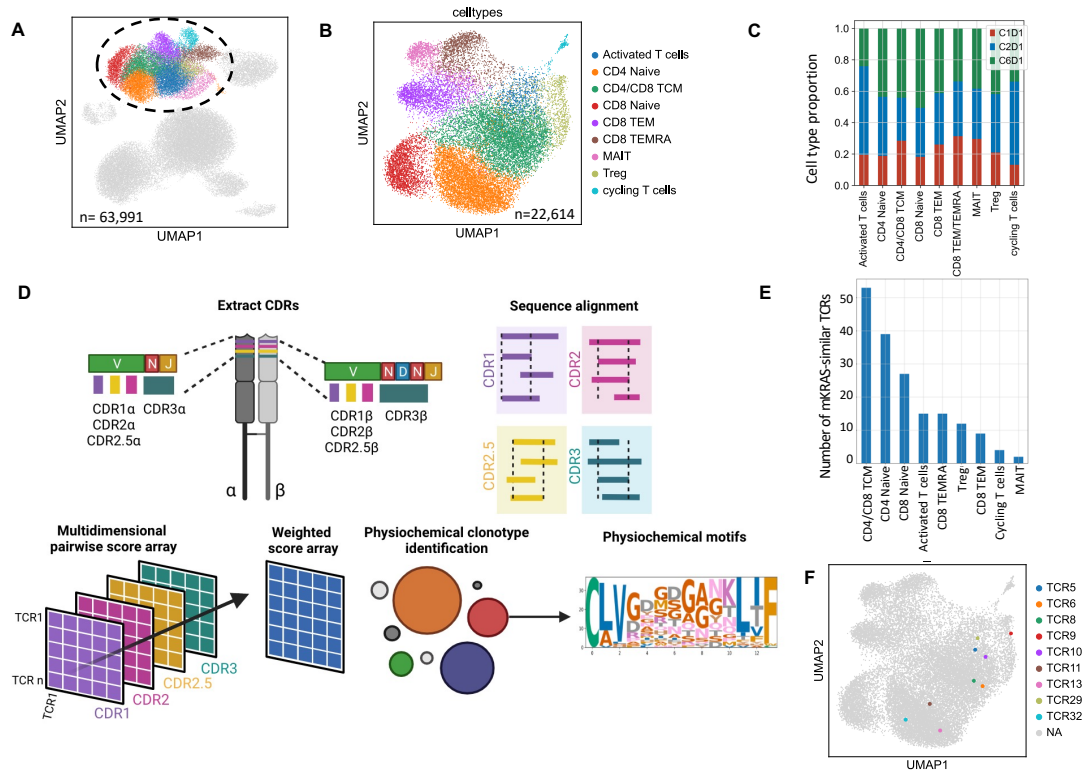 A
UMAP2
n= 63,991
UMAP1
B
celltypes
UMAP2
n=22,614
UMAP1
Activated T cells
CD4 Naive
CD4/CD8 TCM
CD8 Naive
CD8 TEM
CD8 TEMRA
MAIT
Treg
cycling T cells
C
Cell type proportion
1.0
0.8
0.6
0.4
0.2
0.0
C1D1
C2D1
C6D1
Activated T cells
CD4 Naive
CD4/CD8 TCM
CD8 Naive
CD8 TEM
CD8 TEM/TEMRA
MAIT
Treg
cycling T cells
D
Extract CDRs
V N J
CDR1α
CDR2α
CDR2.5α
CDR3α
α
β
V N D N J
CDR1β
CDR2β
CDR2.5β
CDR3β
Sequence alignment
CDR1
CDR2
CDR2.5
CDR3
Multidimensional
pairwise score array
TCR1
TCR n
TCR1
CDR1
CDR2
CDR2.5
CDR3
Weighted
score array
Physiochemical clonotype
identification
Physiochemical motifs
0 2 4 6 8 10 12
E
Number of mKRAS-similar TCRs
50
40
30
20
10
0
CD4/CD8 TCM
CD4 Naive
CD8 Naive
Activated T cells
CD8 TEMRA
Treg
CD8 TEM
Cycling T cells
MAIT
F
UMAP2
UMAP1
TCR5
TCR6
TCR8
TCR9
TCR10
TCR11
TCR13
TCR29
TCR32
NA